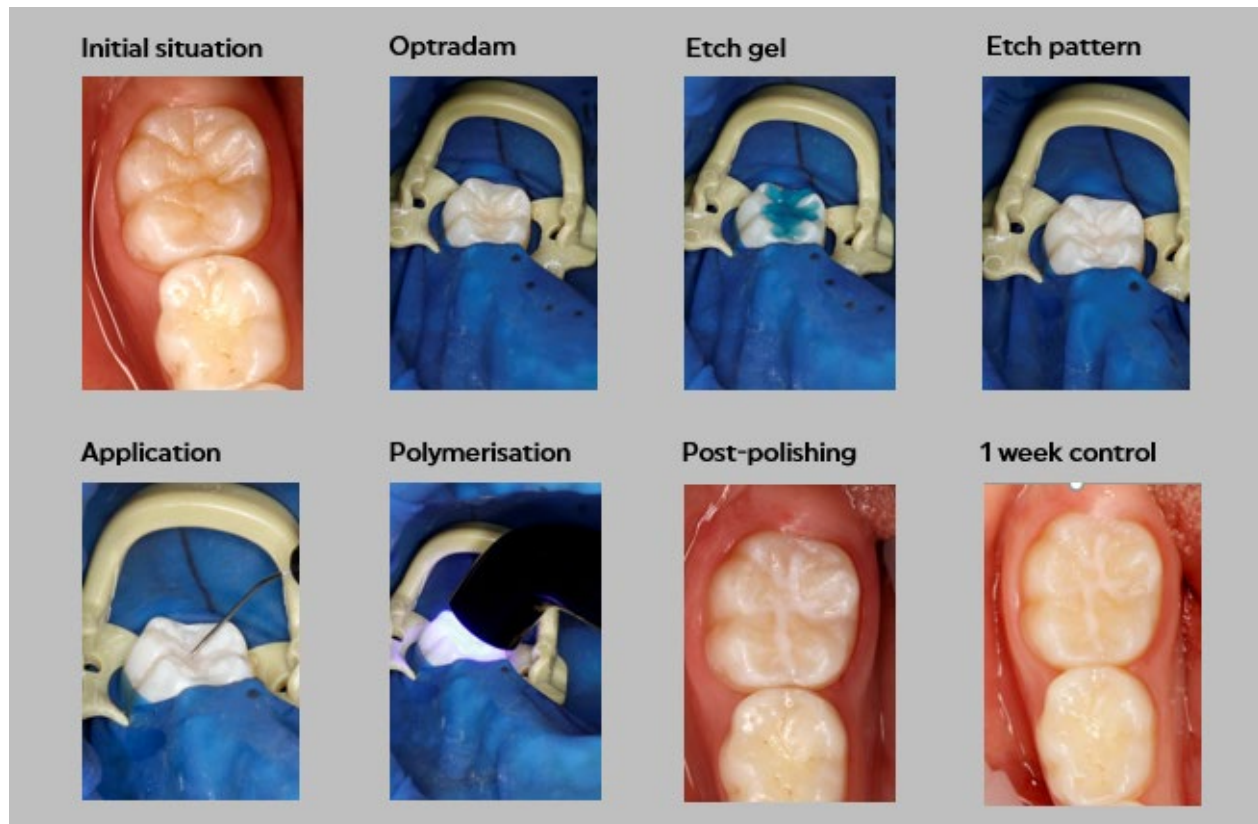 Initial situation
Optradam
Etch gel
Etch pattern
Application
Polymerisation
Post-polishing
1 week control